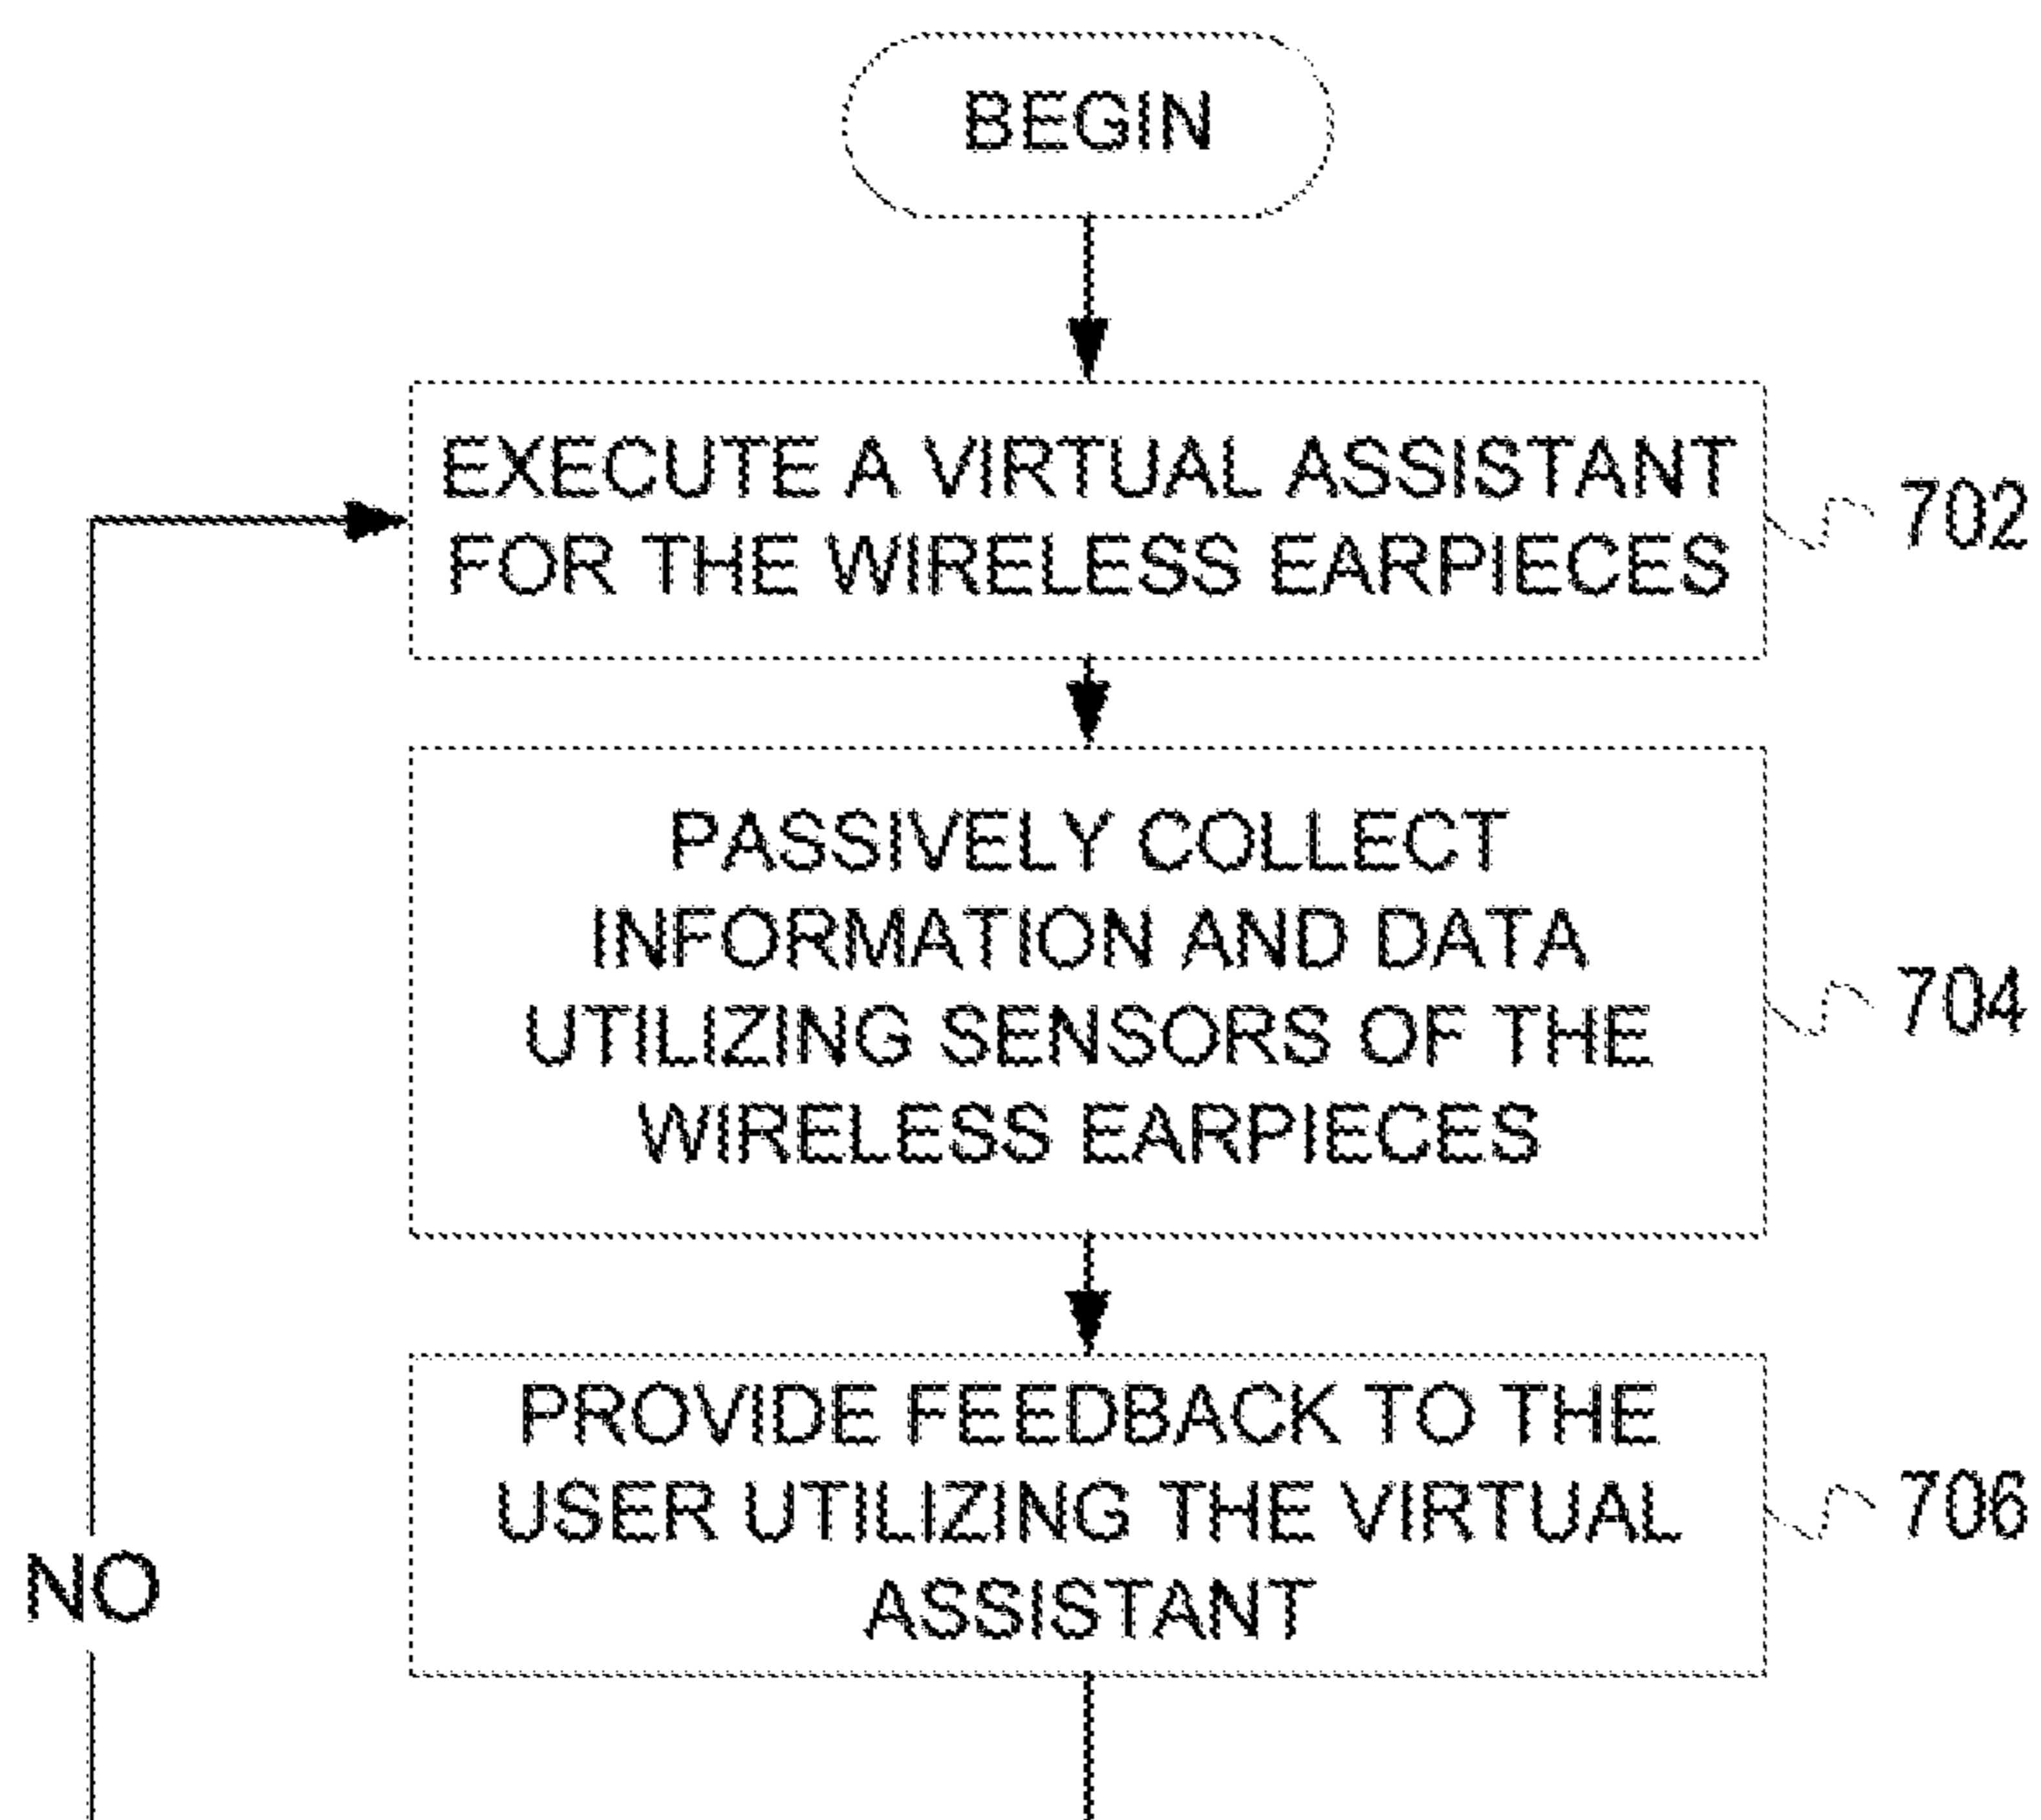 BEGIN
EXECUTE A VIRTUAL ASSISTANT
FOR THE WIRELESS EARPIECES
702
PASSIVELY COLLECT
INFORMATION AND DATA
UTILIZING SENSORS OF THE
WIRELESS EARPIECES
704
PROVIDE FEEDBACK TO THE
USER UTILIZING THE VIRTUAL
ASSISTANT
706
NO